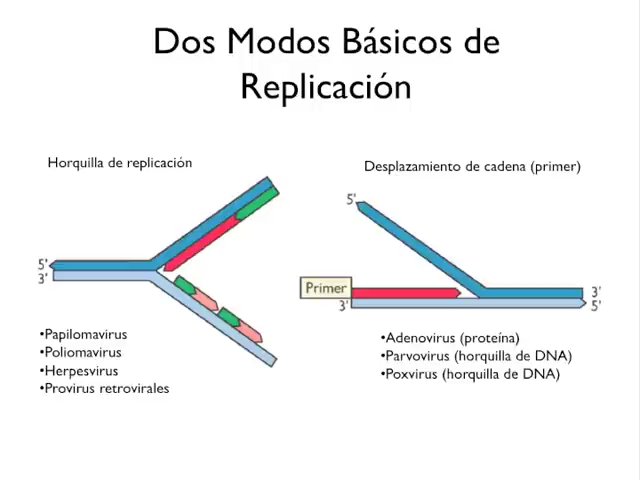 Dos Modos Básicos de
Replicación
Horquilla de replicación
5'
3'
•Papilomavirus
•Poliomavirus
•Herpesvirus
•Provirus retrovirales
Desplazamiento de cadena (primer)
5'
Primer
3'
3'
5'
•Adenovirus (proteína)
•Parvovirus (horquilla de DNA)
•Poxvirus (horquilla de DNA)